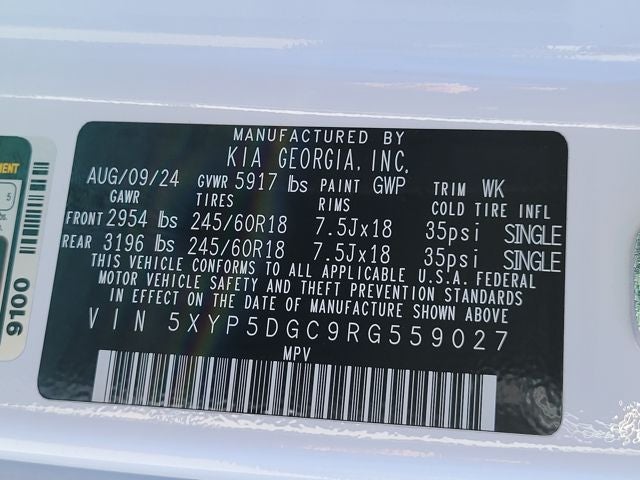 MANUFACTURED BY
KIA GEORGIA, INC.
AUG/09/24 GVWR 5917 lbs PAINT GWP TRIM WK
GAWR TIRES RIMS COLD TIRE INFL
FRONT 2954 lbs 245/60R18 7.5Jx18 35psi SINGLE
REAR 3196 lbs 245/60R18 7.5Jx18 35psi SINGLE
THIS VEHICLE CONFORMS TO ALL APPLICABLE U.S.A. FEDERAL
MOTOR VEHICLE SAFETY AND THEFT PREVENTION STANDARDS
IN EFFECT ON THE DATE OF MANUFACTURE SHOWN ABOVE
VIN 5XYP5DGC9RG559027
MPV
5
9100